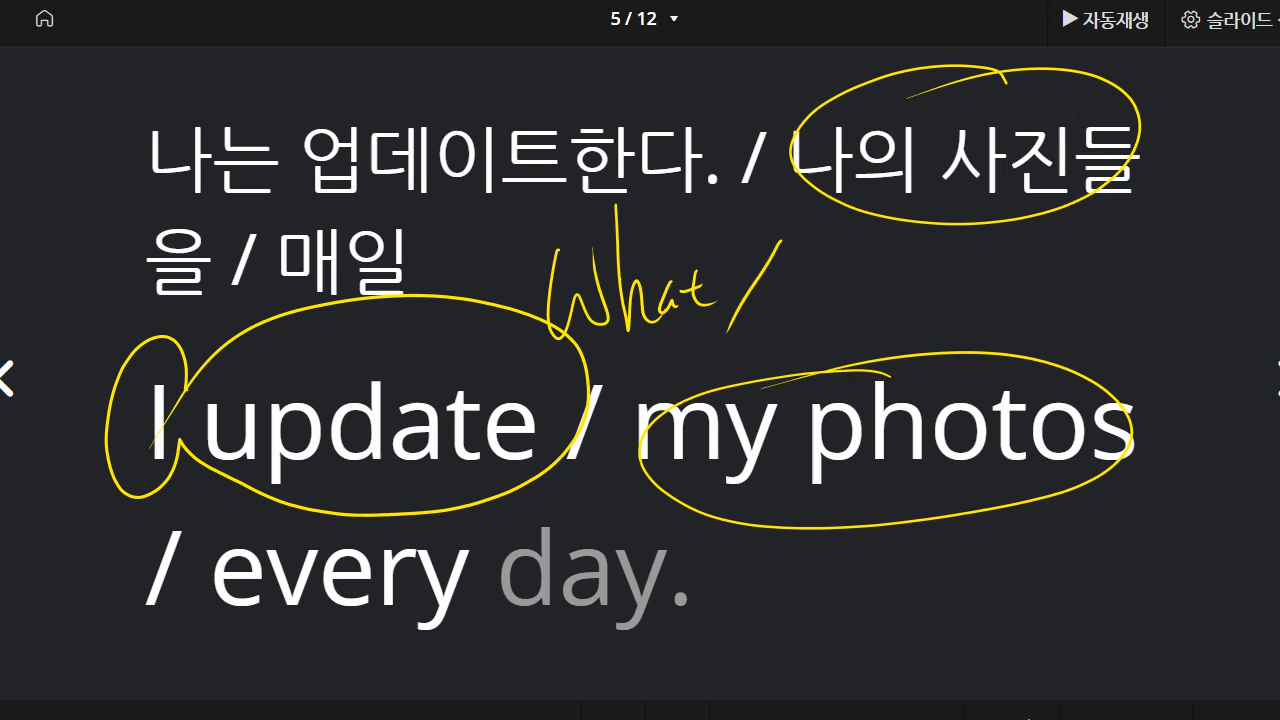 5 / 12
자동재생
슬라이드
나는 업데이트한다. / 나의 사진들
을 / 매일
What /
I update / my photos
/ every day.